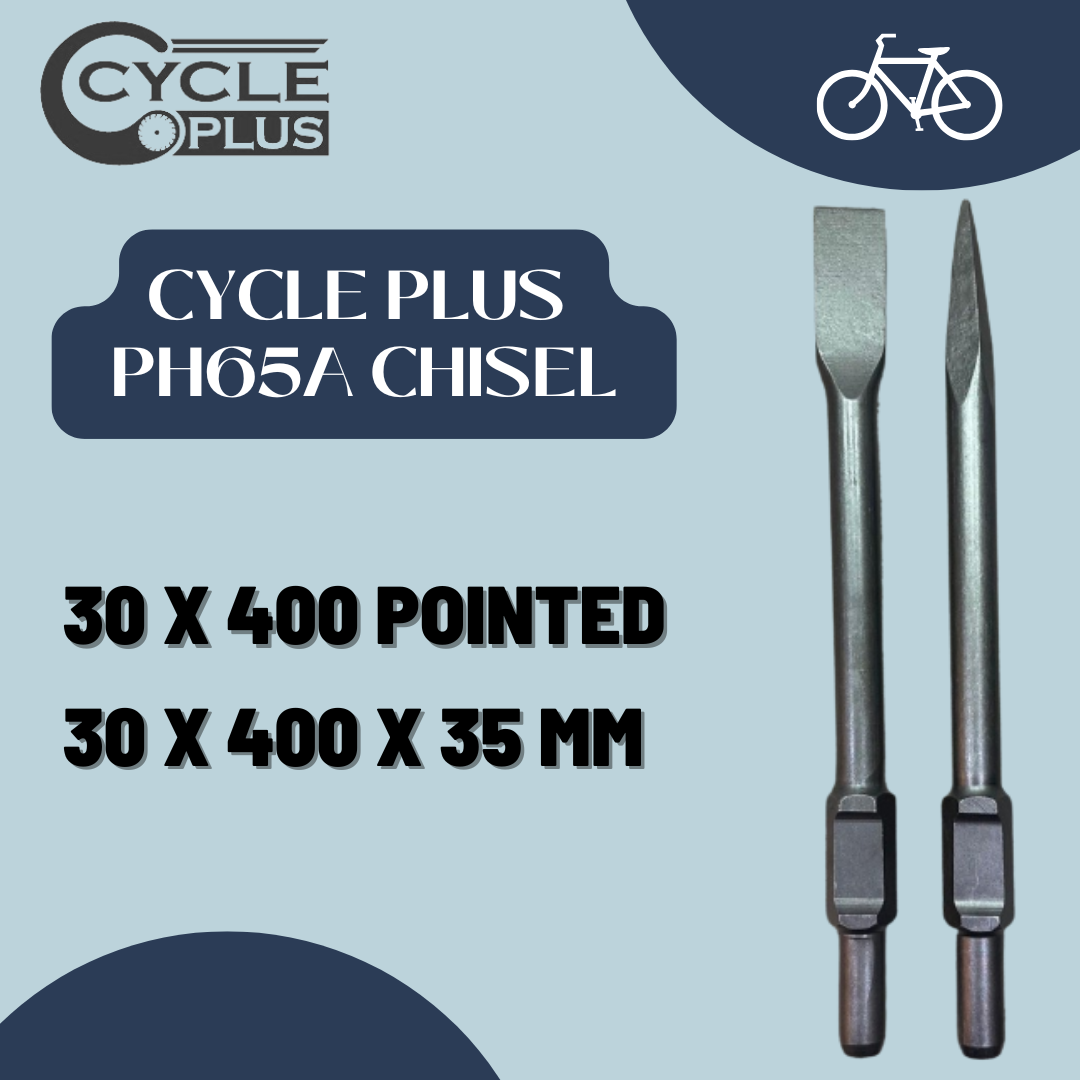 CYCLE
PLUS
CYCLE PLUS
PH65A CHISEL
30 X 400 POINTED
30 X 400 X 35 MM